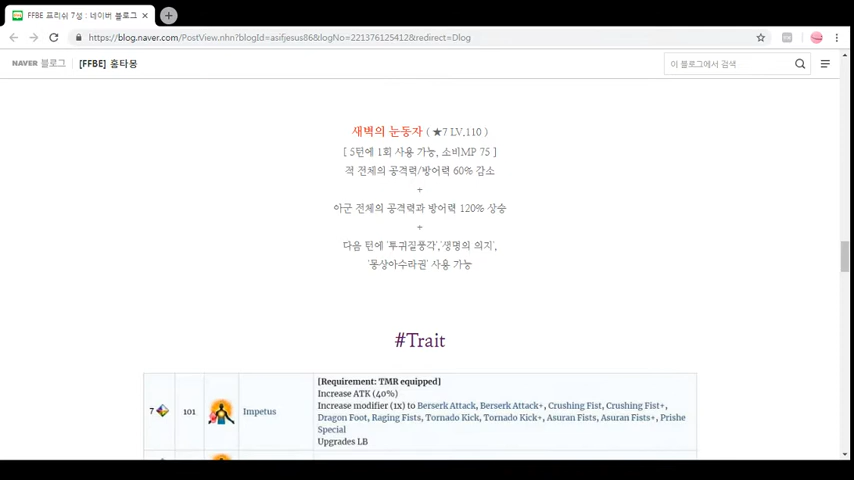 FFBE 프리쉬 7성 : 네이버 블로그
https://blog.naver.com/PostView.nhn?blogId=asifjesus86&logNo=221376125412&redirect=Dlog
NAVER 블로그 [FFBE] 홀타몽
이 블로그에서 검색
새벽의 눈동자 ( ★7 LV.110 )
[ 5턴에 1회 사용 가능, 소비MP 75 ]
적 전체의 공격력/방어력 60% 감소
+
아군 전체의 공격력과 방어력 120% 상승
+
다음 턴에 '투귀질풍각','생명의 의지',
'몽상아수라권' 사용 가능
#Trait
[Requirement: TMR equipped]
Increase ATK (40%)
7 101 Impetus Increase modifier (1x) to Berserk Attack, Berserk Attack+, Crushing Fist, Crushing Fist+,
Dragon Foot, Raging Fists, Tornado Kick, Tornado Kick+, Asuran Fists, Asuran Fists+, Prishe
Special
Upgrades LB